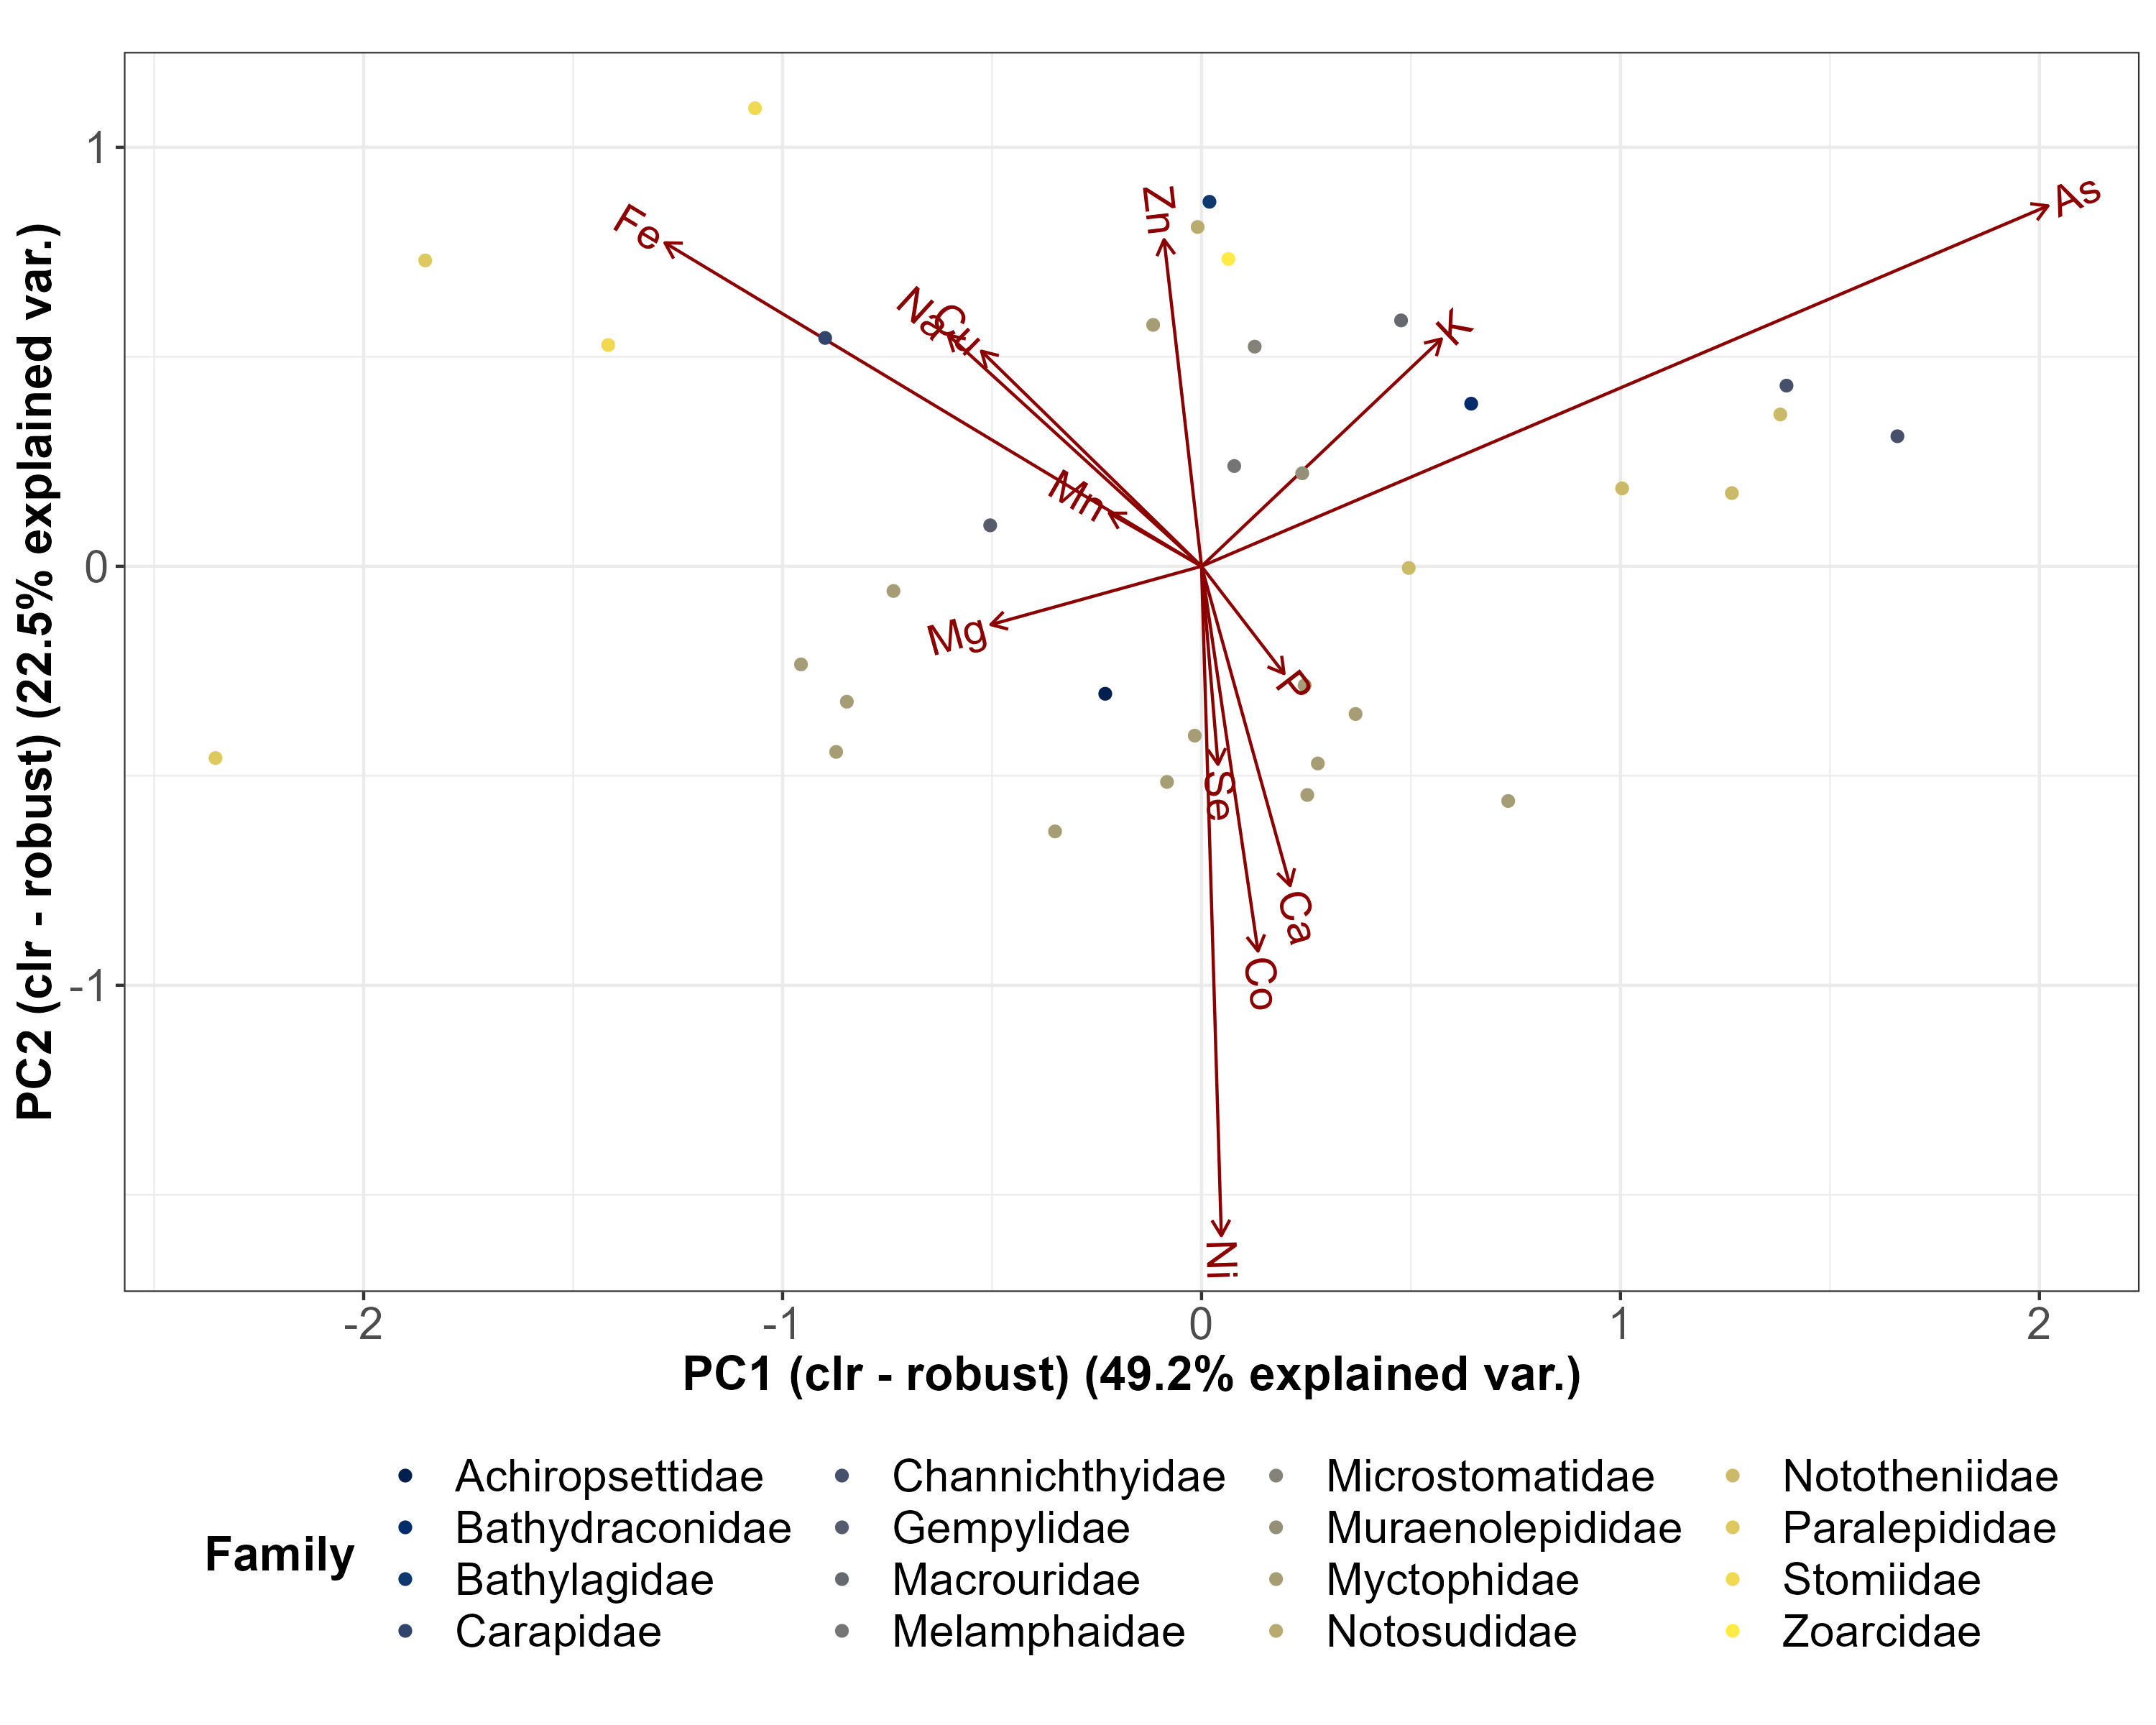 PC2 (clr - robust) (22.5% explained var.)
1
0
-1
Fe
Na
Cu
Zn
As
K
Mn
Mg
P
Se
Ca
Co
Ni
-2
-1
0
1
2
PC1 (clr - robust) (49.2% explained var.)
Family
Achiropsettidae
Bathydraconidae
Bathylagidae
Carapidae
Channichthyidae
Gempylidae
Macrouridae
Melamphaidae
Microstomatidae
Muraenolepididae
Myctophidae
Notosudidae
Nototheniidae
Paralepididae
Stomiidae
Zoarcidae